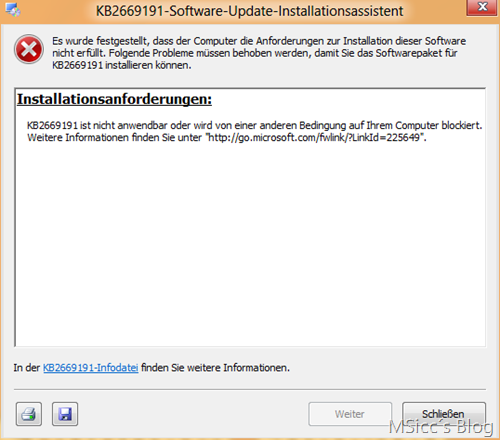 KB2669191-Software-Update-Installationsassistent
Es wurde festgestellt, dass der Computer die Anforderungen zur Installation dieser Software
nicht erfüllt. Folgende Probleme müssen behoben werden, damit Sie das Softwarepaket für
KB2669191 installieren können.
Installationsanforderungen:
KB2669191 ist nicht anwendbar oder wird von einer anderen Bedingung auf Ihrem Computer blockiert.
Weitere Informationen finden Sie unter "http://go.microsoft.com/fwlink/?LinkId=225649".
In der KB2669191-Infodatei finden Sie weitere Informationen.
Weiter
Schließen
MSicc´s Blog